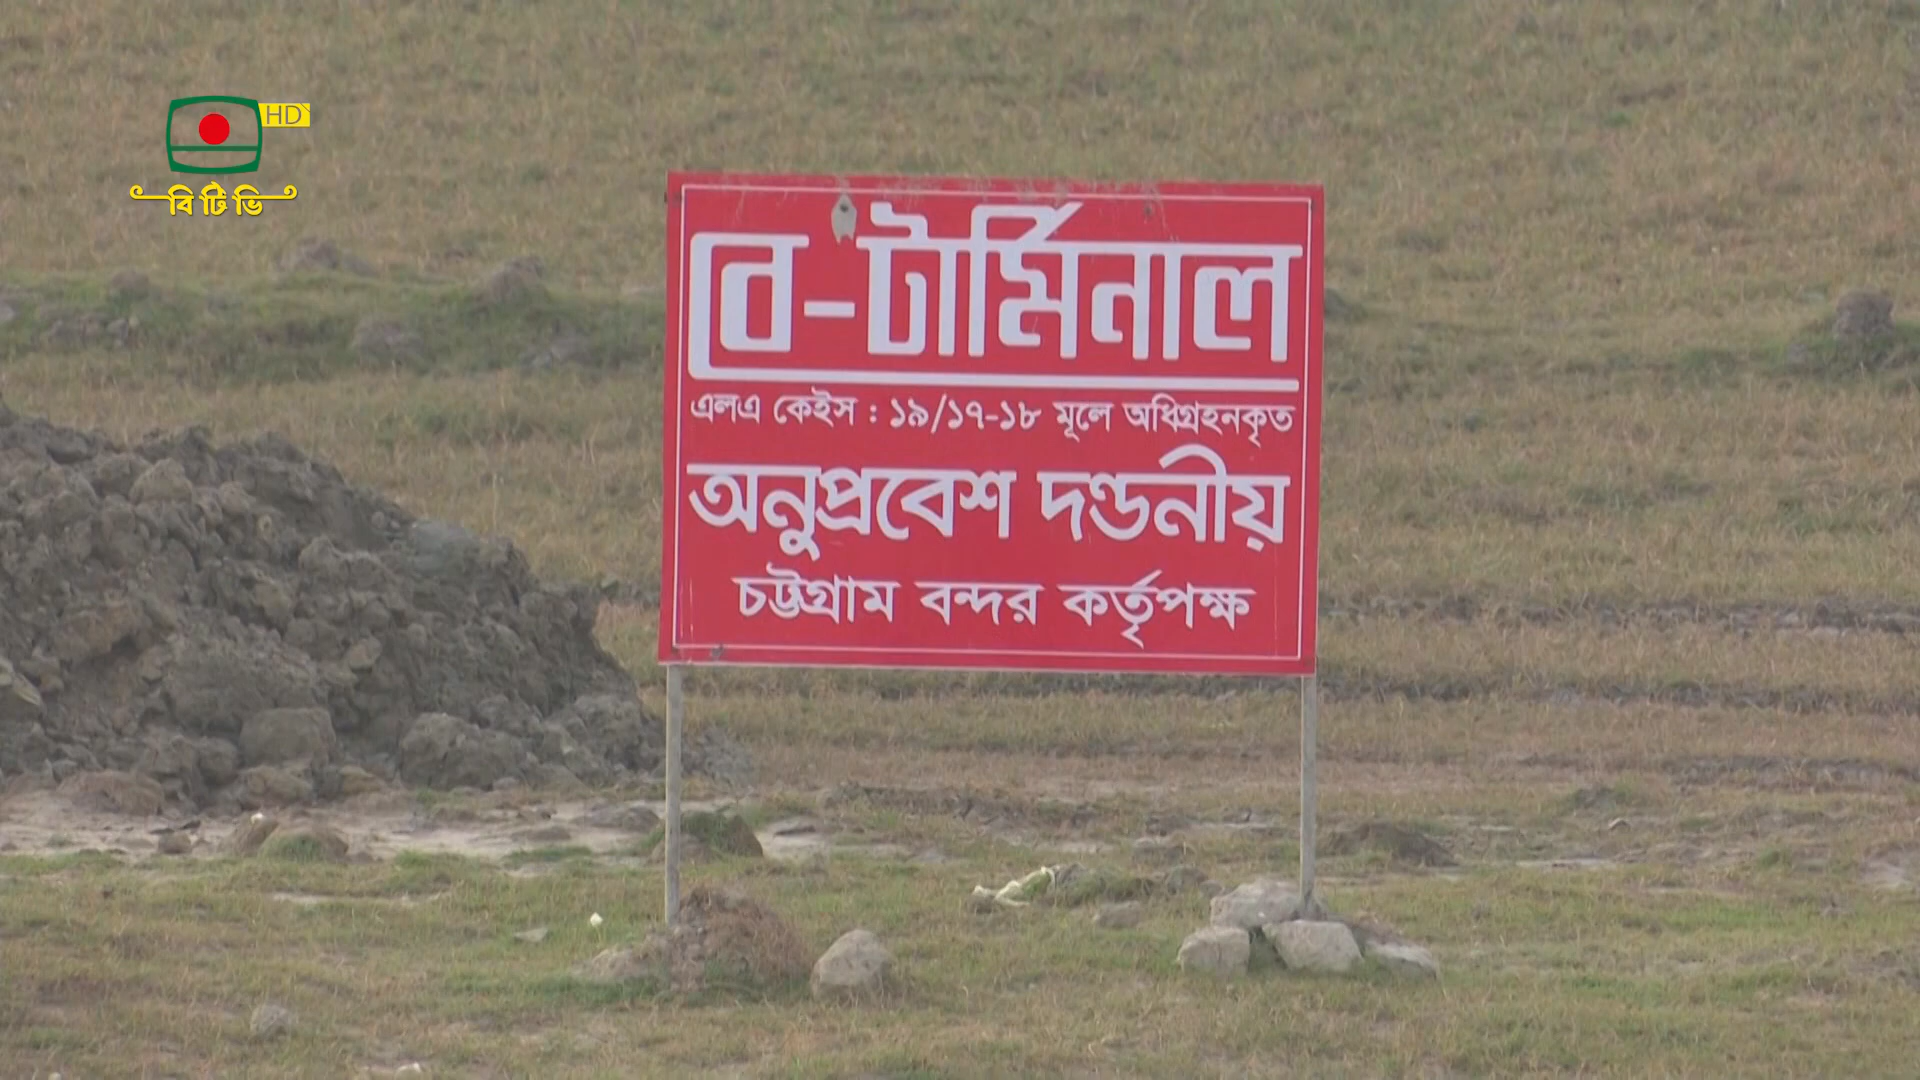 HD
বিটিভি
বে-টার্মিনাল
এলএ কেইস : ১৯/১৭-১৮ মূলে অধিগ্রহনকৃত
অনুপ্রবেশ দণ্ডনীয়
চট্টগ্রাম বন্দর কর্তৃপক্ষ